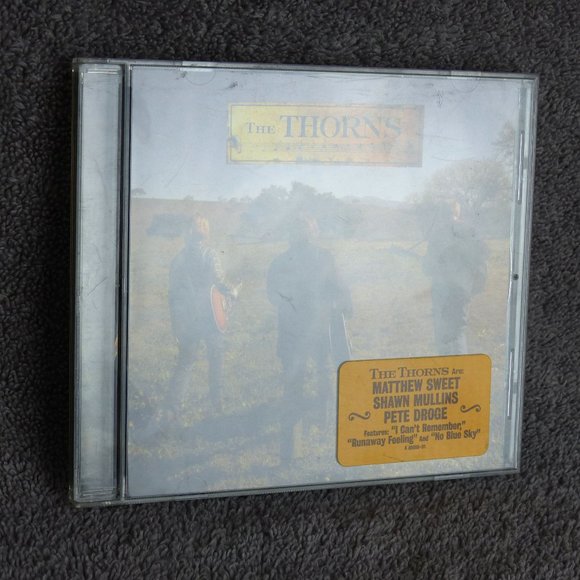 THE THORNS
THE THORNS Are:
MATTHEW SWEET
SHAWN MULLINS
PETE DROGE
Features: "I Can't Remember,"
"Runaway Feeling" And "No Blue Sky"